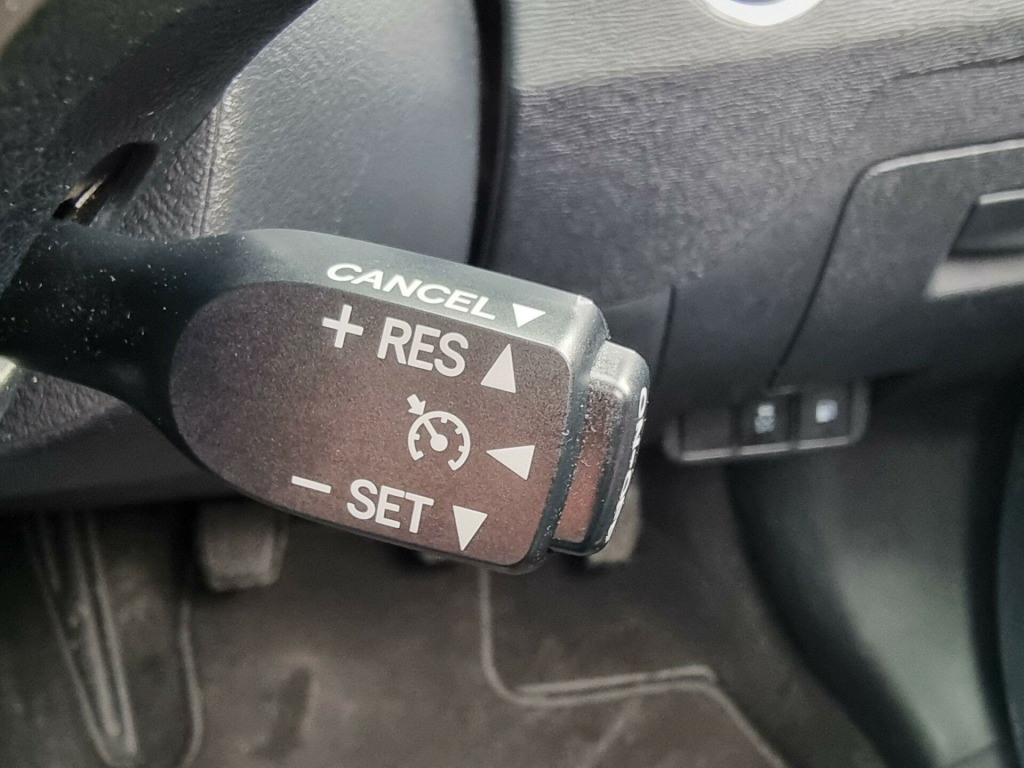 CANCEL ▼
+ RES ▲
◀
− SET ▼